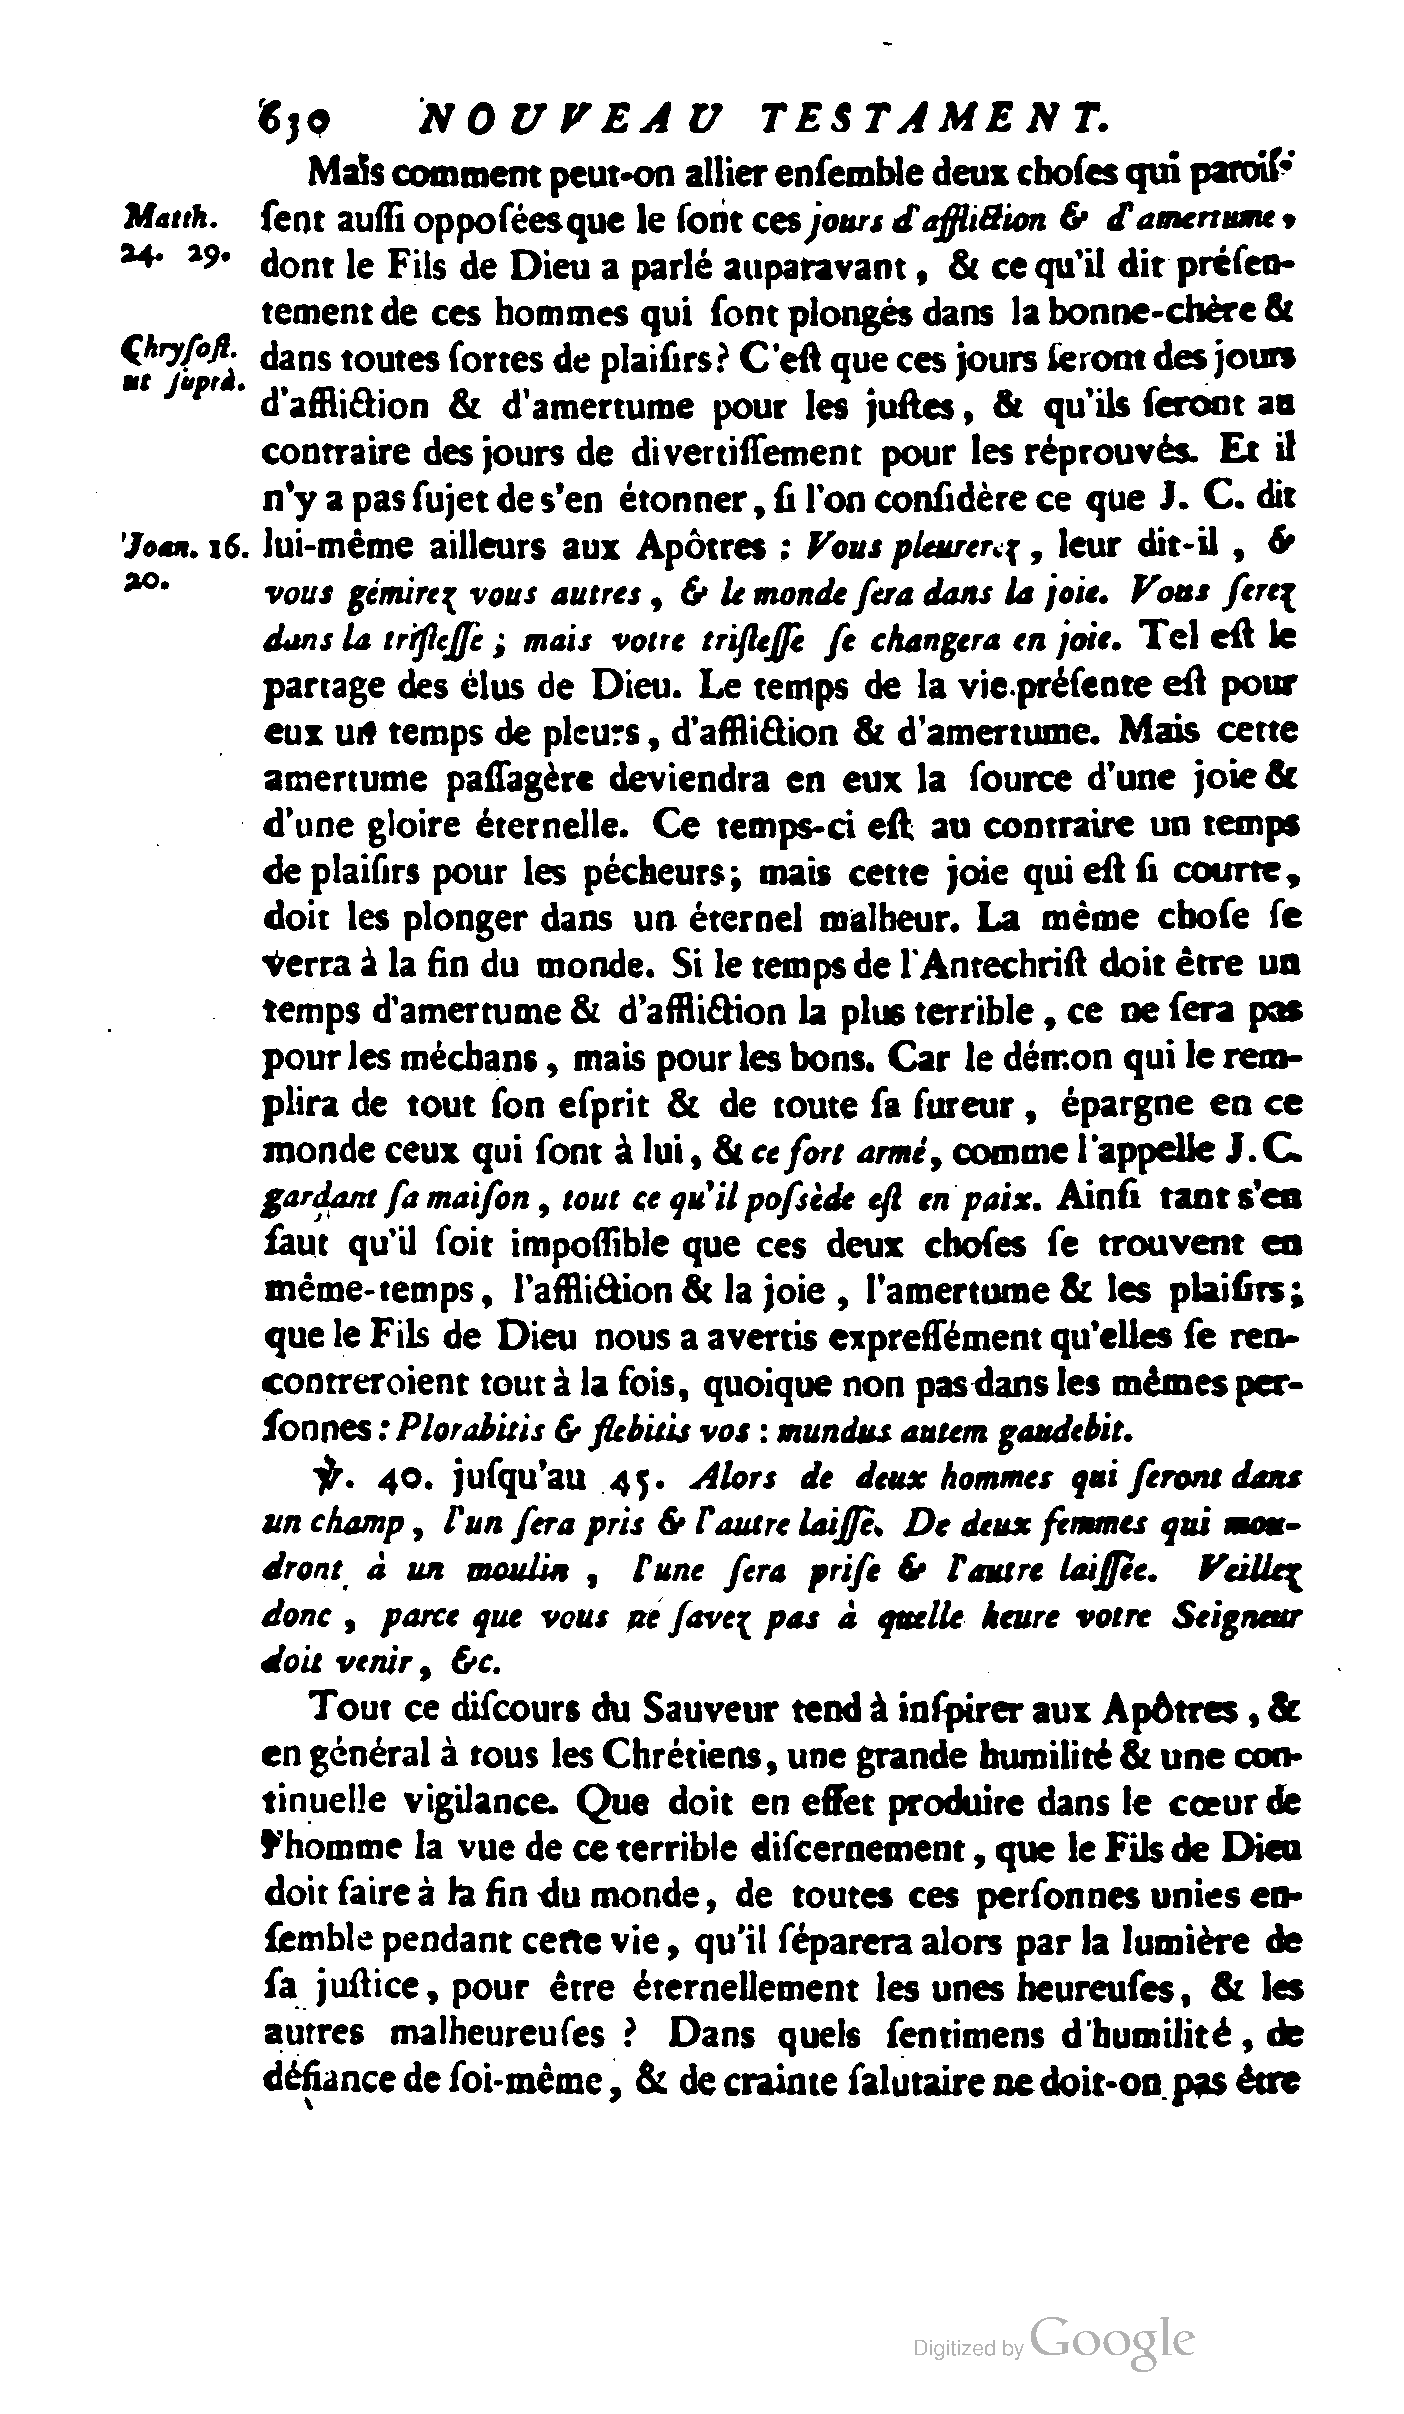 630 NOUVEAU TESTAMENT.
Mais comment peut-on allier enſemble deux choſes qui paroiſ-
Matth. 24. 29.
ſent auſſi oppoſées que le ſont ces jours d'affliction & d'amertume,
dont le Fils de Dieu a parlé auparavant, & ce qu'il dit préſen-
tement de ces hommes qui ſont plongés dans la bonne-chère &
Chryſoſt. ut ſuprà.
dans toutes ſortes de plaiſirs? C'eſt que ces jours ſeront des jours
d'affliction & d'amertume pour les juſtes, & qu'ils ſeront au
contraire des jours de divertiſſement pour les réprouvés. Et il
n'y a pas ſujet de s'en étonner, ſi l'on conſidère ce que J. C. dit
Joan. 16. 20.
lui-même ailleurs aux Apôtres : Vous pleurerez, leur dit-il, &
vous gémirez vous autres, & le monde ſera dans la joie. Vous ſerez
dans la triſteſſe ; mais votre triſteſſe ſe changera en joie. Tel eſt le
partage des élus de Dieu. Le temps de la vie préſente eſt pour
eux un temps de pleurs, d'affliction & d'amertume. Mais cette
amertume paſſagère deviendra en eux la ſource d'une joie &
d'une gloire éternelle. Ce temps-ci eſt au contraire un temps
de plaiſirs pour les pécheurs; mais cette joie qui eſt ſi courte,
doit les plonger dans un éternel malheur. La même choſe ſe
verra à la fin du monde. Si le temps de l'Antechriſt doit être un
temps d'amertume & d'affliction la plus terrible, ce ne ſera pas
pour les méchans, mais pour les bons. Car le démon qui le rem-
plira de tout ſon eſprit & de toute ſa fureur, épargne en ce
monde ceux qui ſont à lui, & ce fort armé, comme l'appelle J. C.
gardant ſa maiſon, tout ce qu'il poſsède eſt en paix. Ainſi tant s'en
faut qu'il ſoit impoſſible que ces deux choſes ſe trouvent en
même-temps, l'affliction & la joie, l'amertume & les plaiſirs;
que le Fils de Dieu nous a avertis expreſſément qu'elles ſe ren-
contreroient tout à la fois, quoique non pas dans les mêmes per-
ſonnes : Plorabitis & flebitis vos : mundus autem gaudebit.
℣. 40. juſqu'au 45. Alors de deux hommes qui ſeront dans
un champ, l'un ſera pris & l'autre laiſſé. De deux femmes qui mou-
dront à un moulin, l'une ſera priſe & l'autre laiſſée. Veillez
donc, parce que vous ne ſavez pas à quelle heure votre Seigneur
doit venir, &c.
Tout ce diſcours du Sauveur tend à inſpirer aux Apôtres, &
en général à tous les Chrétiens, une grande humilité & une con-
tinuelle vigilance. Que doit en effet produire dans le cœur de
l'homme la vue de ce terrible diſcernement, que le Fils de Dieu
doit faire à la fin du monde, de toutes ces perſonnes unies en-
ſemble pendant cette vie, qu'il ſéparera alors par la lumière de
ſa juſtice, pour être éternellement les unes heureuſes, & les
autres malheureuſes ? Dans quels ſentimens d'humilité, de
défiance de ſoi-même, & de crainte ſalutaire ne doit-on pas être
Digitized by Google